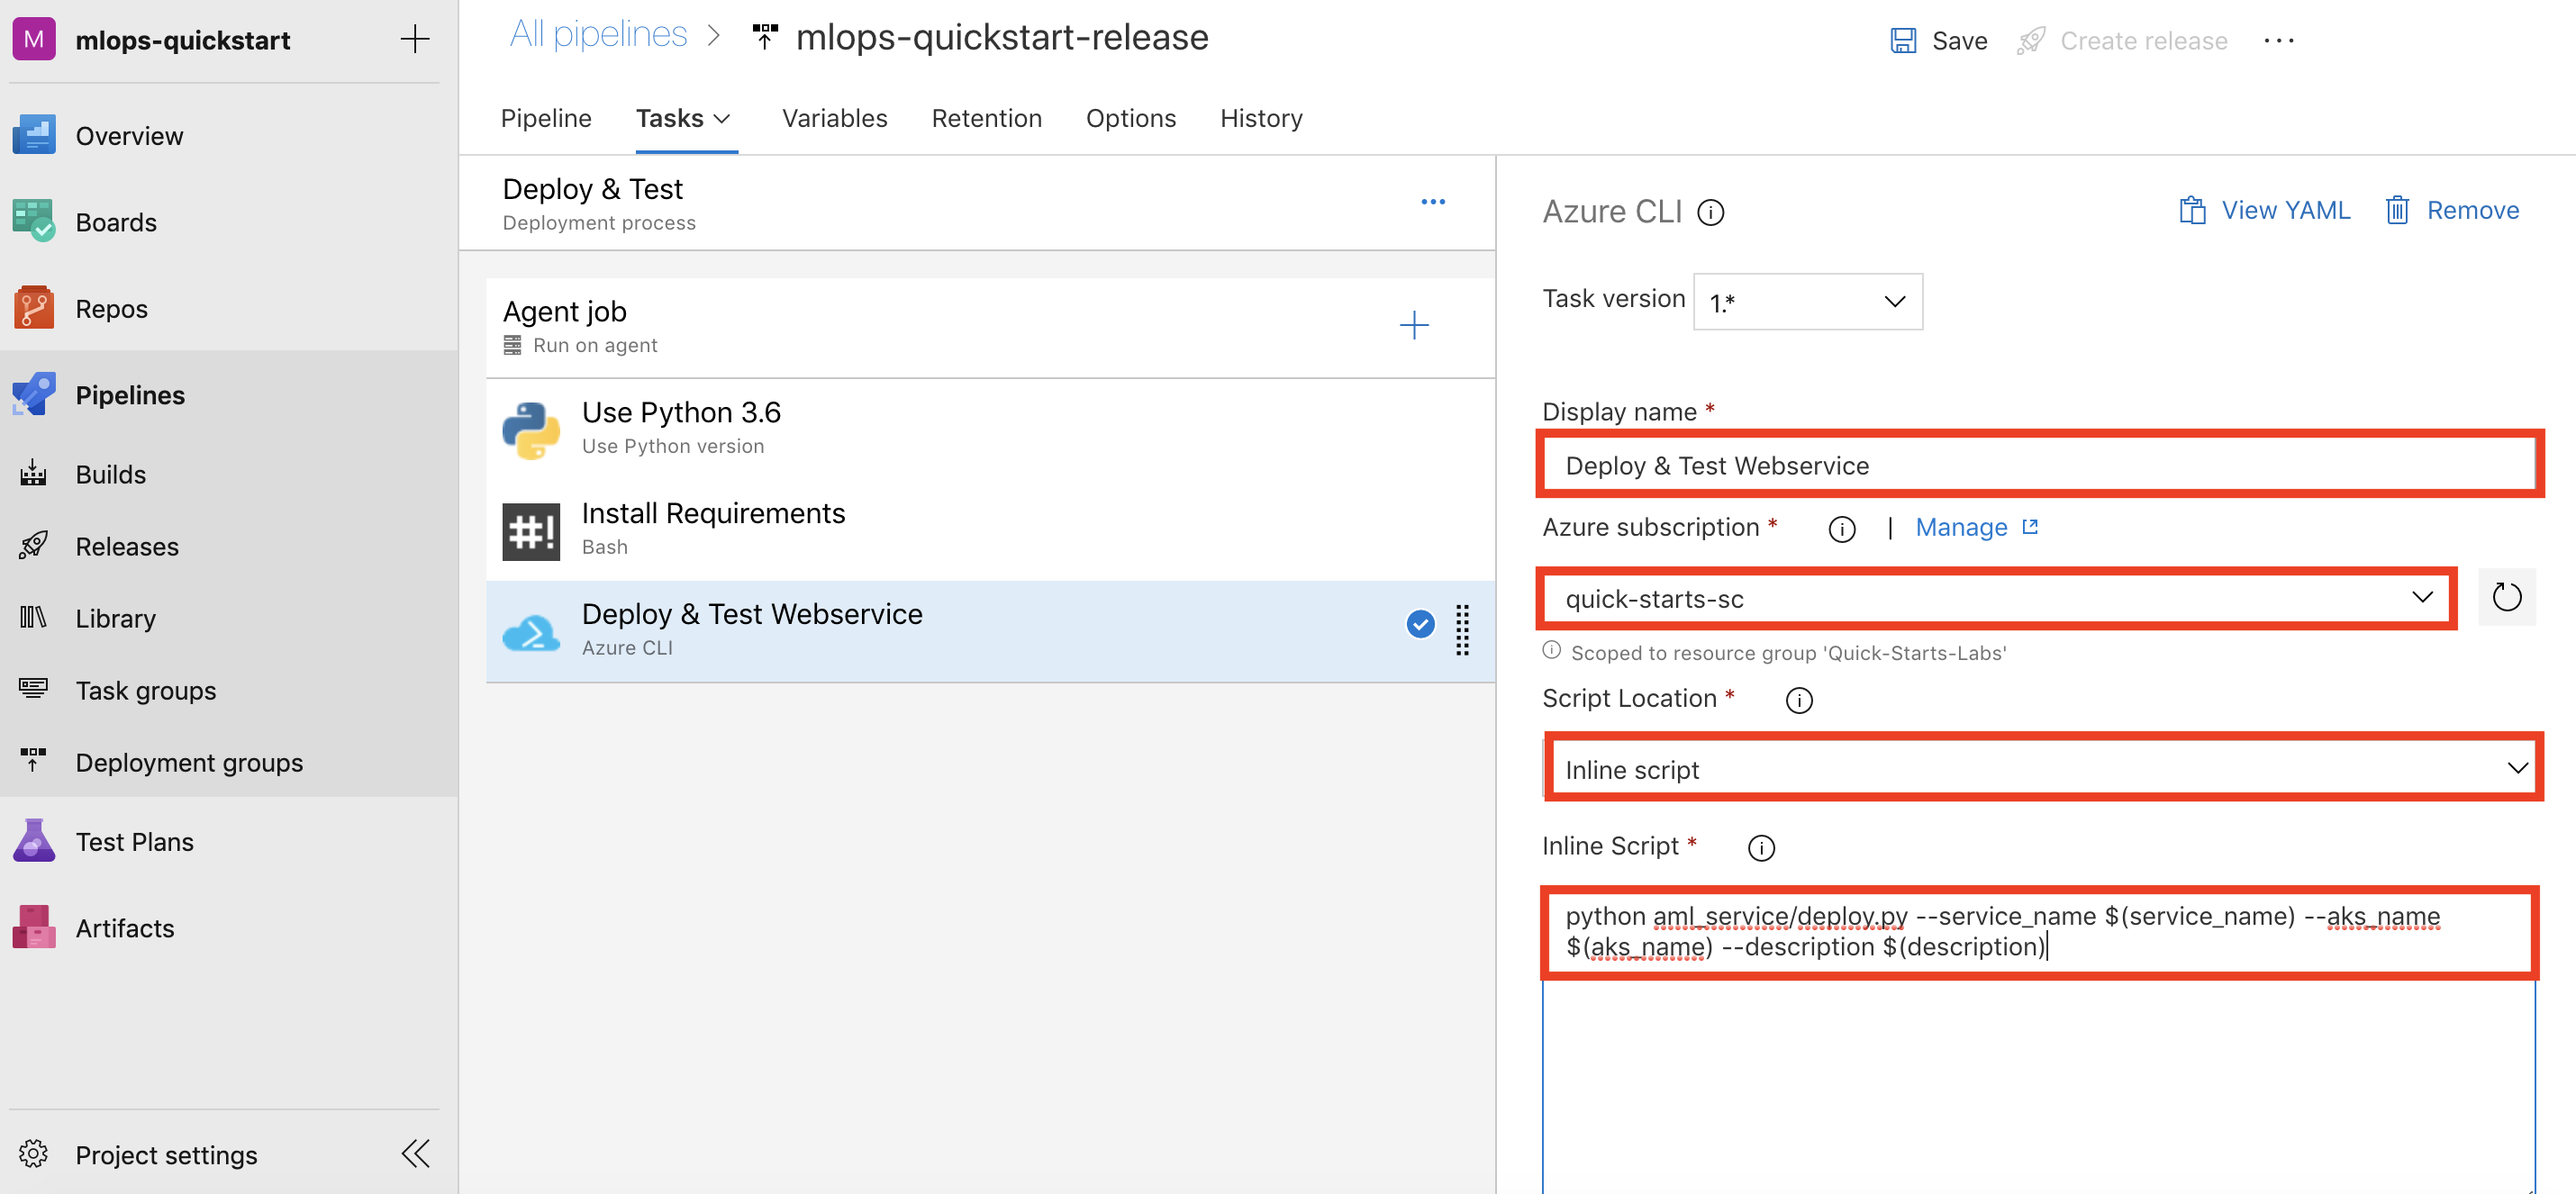 M mlops-quickstart
Overview
Boards
Repos
Pipelines
Builds
Releases
Library
Task groups
Deployment groups
Test Plans
Artifacts
Project settings
All pipelines > mlops-quickstart-release
Save Create release ...
Pipeline Tasks Variables Retention Options History
Deploy & Test
Deployment process
Agent job
Run on agent
Use Python 3.6
Use Python version
#! Install Requirements
Bash
Deploy & Test Webservice
Azure CLI
Azure CLI View YAML Remove
Task version 1.*
Display name *
Deploy & Test Webservice
Azure subscription * | Manage
quick-starts-sc
Scoped to resource group 'Quick-Starts-Labs'
Script Location *
Inline script
Inline Script *
python aml_service/deploy.py --service_name $(service_name) --aks_name
$(aks_name) --description $(description)